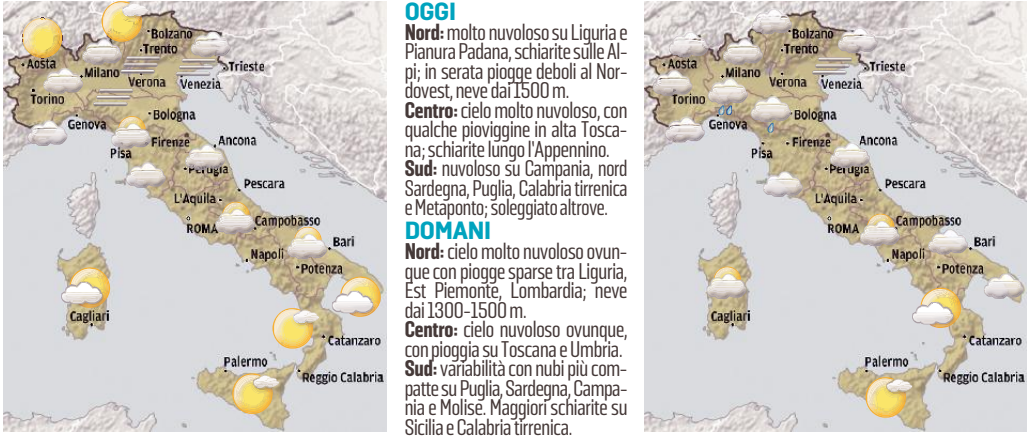 Bolzano
Trento
Aosta
Milano
Verona
Venezia
Trieste
Torino
Genova
Bologna
Firenze
Pisa
Ancona
Perugia
Pescara
L'Aquila
ROMA
Campobasso
Bari
Napoli
Potenza
Cagliari
Catanzaro
Palermo
Reggio Calabria
OGGI
Nord: molto nuvoloso su Liguria e
Pianura Padana, schiarite sulle Al-
pi; in serata piogge deboli al Nor-
dovest, neve dai 1500 m.
Centro: cielo molto nuvoloso, con
qualche pioviggine in alta Tosca-
na; schiarite lungo l'Appennino.
Sud: nuvoloso su Campania, nord
Sardegna, Puglia, Calabria tirrenica
e Metaponto; soleggiato altrove.
DOMANI
Nord: cielo molto nuvoloso ovun-
que con piogge sparse tra Liguria,
Est Piemonte, Lombardia; neve
dai 1300-1500 m.
Centro: cielo nuvoloso ovunque,
con pioggia su Toscana e Umbria.
Sud: variabilità con nubi più com-
patte su Puglia, Sardegna, Campa-
nia e Molise. Maggiori schiarite su
Sicilia e Calabria tirrenica.
Bolzano
Trento
Aosta
Milano
Verona
Venezia
Trieste
Torino
Genova
Bologna
Firenze
Pisa
Ancona
Perugia
Pescara
L'Aquila
ROMA
Campobasso
Bari
Napoli
Potenza
Cagliari
Catanzaro
Palermo
Reggio Calabria